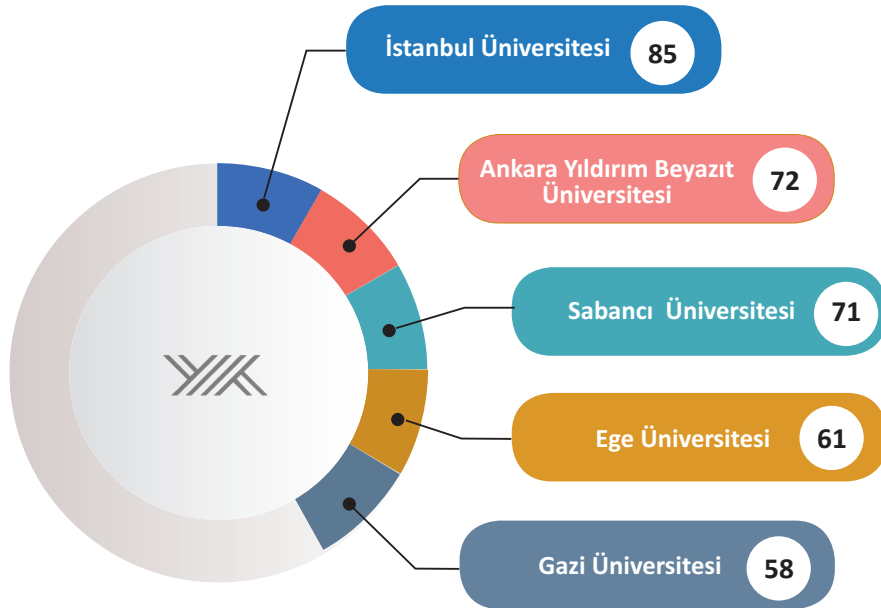 İstanbul Üniversitesi 85
Ankara Yıldırım Beyazıt
Üniversitesi 72
Sabancı Üniversitesi 71
Ege Üniversitesi 61
Gazi Üniversitesi 58